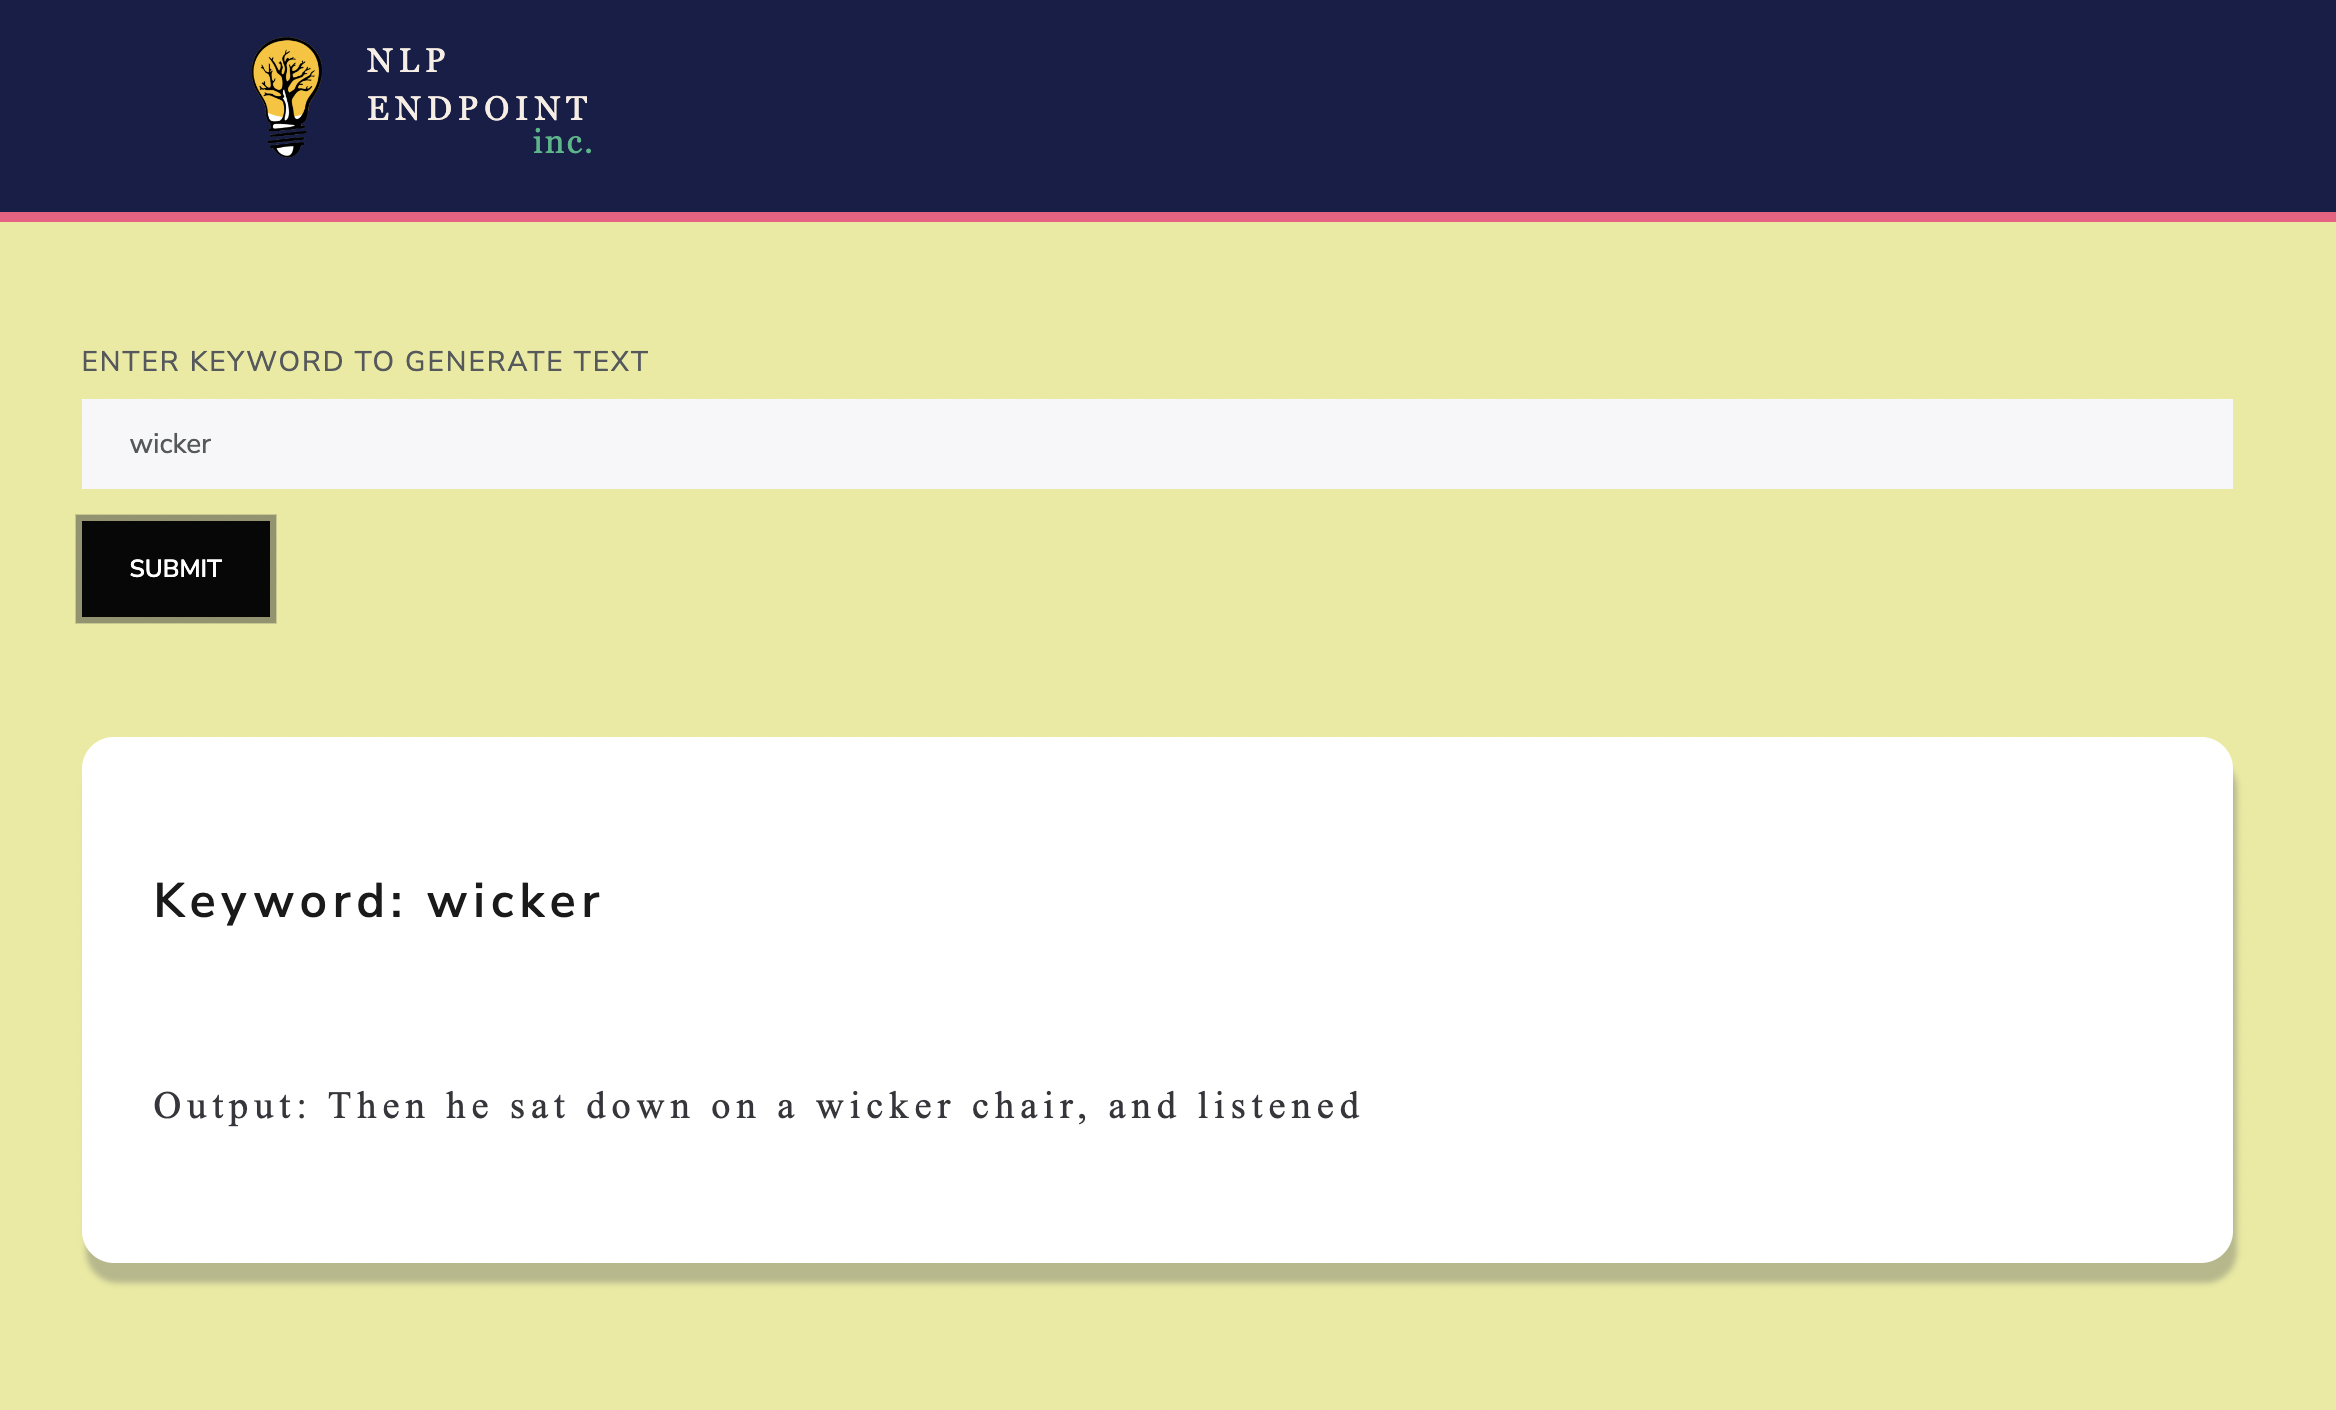 NLP
ENDPOINT
inc.
ENTER KEYWORD TO GENERATE TEXT
wicker
SUBMIT
Keyword: wicker
Output: Then he sat down on a wicker chair, and listened